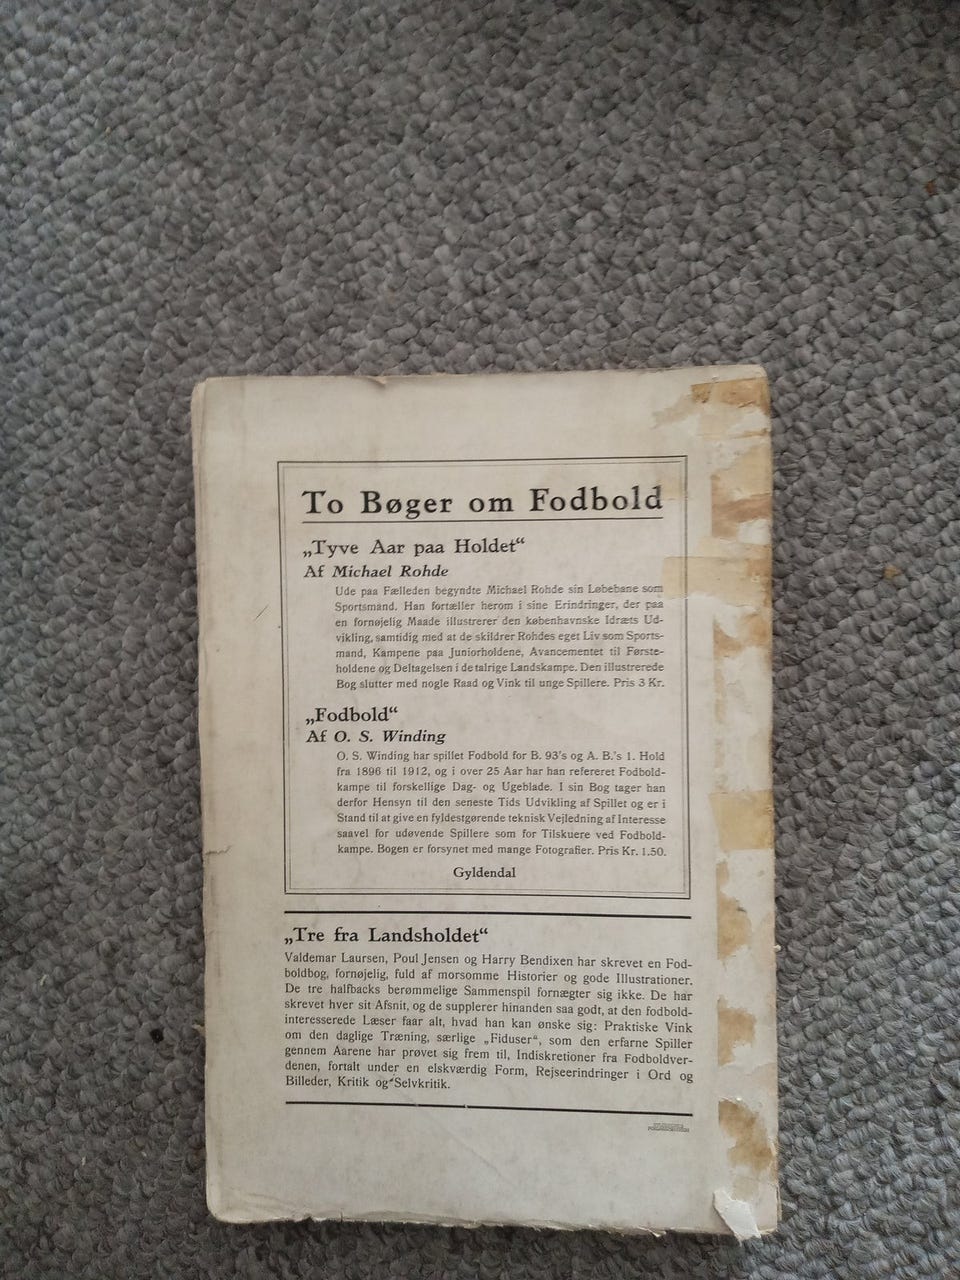 To Bøger om Fodbold
„Tyve Aar paa Holdet“
Af Michael Rohde
Ude paa Fælleden begyndte Michael Rohde sin Løbebane som
Sportsmand. Han fortæller herom i sine Erindringer, der paa
en fornøjelig Maade illustrerer den københavnske Idræts Ud-
vikling, samtidig med at de skildrer Rohdes eget Liv som Sports-
mand, Kampene paa Juniorholdene, Avancementet til Første-
holdene og Deltagelsen i de talrige Landskampe. Den illustrerede
Bog slutter med nogle Raad og Vink til unge Spillere. Pris 3 Kr.
„Fodbold“
Af O. S. Winding
O. S. Winding har spillet Fodbold for B. 93's og A. B.'s 1. Hold
fra 1896 til 1912, og i over 25 Aar har han refereret Fodbold-
kampe til forskellige Dag- og Ugeblade. I sin Bog tager han
derfor Hensyn til den seneste Tids Udvikling af Spillet og er i
Stand til at give en fyldestgørende teknisk Vejledning af Interesse
saavel for udøvende Spillere som for Tilskuere ved Fodbold-
kampe. Bogen er forsynet med mange Fotografier. Pris Kr. 1.50.
Gyldendal
„Tre fra Landsholdet“
Valdemar Laursen, Poul Jensen og Harry Bendixen har skrevet en Fod-
boldbog, fornøjelig, fuld af morsomme Historier og gode Illustrationer.
De tre halfbacks berømmelige Sammenspil fornægter sig ikke. De har
skrevet hver sit Afsnit, og de supplerer hinanden saa godt, at den fodbold-
interesserede Læser faar alt, hvad han kan ønske sig: Praktiske Vink
om den daglige Træning, særlige „Fiduser“, som den erfarne Spiller
gennem Aarene har prøvet sig frem til, Indiskretioner fra Fodboldver-
denen, fortalt under en elskværdig Form, Rejseerindringer i Ord og
Billeder, Kritik og Selvkritik.